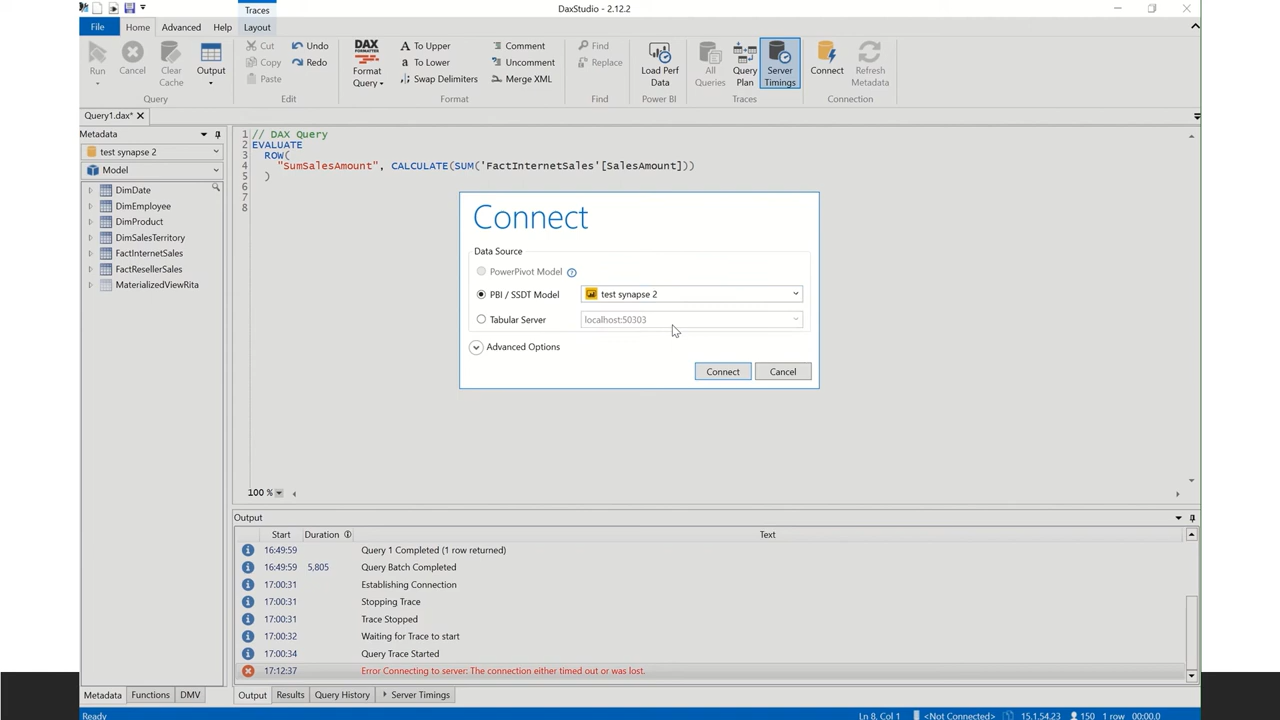 Traces
DaxStudio - 2.12.2
File
Home
Advanced
Help
Layout
Run
Cancel
Clear
Cache
Output
Query
Cut
Copy
Paste
Undo
Redo
Edit
DAX
FORMATTER
Format
Query
To Upper
To Lower
Swap Delimiters
Comment
Uncomment
Merge XML
Format
Find
Replace
Find
Load Perf
Data
Power BI
All
Queries
Query
Plan
Server
Timings
Traces
Connect
Refresh
Metadata
Connection
Query1.dax*
Metadata
test synapse 2
Model
DimDate
DimEmployee
DimProduct
DimSalesTerritory
FactInternetSales
FactResellerSales
MaterializedViewRita
1 // DAX Query
2 EVALUATE
3 ROW(
4 "SumSalesAmount", CALCULATE(SUM('FactInternetSales'[SalesAmount]))
5 )
6
7
8
Connect
Data Source
PowerPivot Model ?
PBI / SSDT Model test synapse 2
Tabular Server localhost:50303
Advanced Options
Connect Cancel
100 %
Output
Start Duration Text
16:49:59 Query 1 Completed (1 row returned)
16:49:59 5,805 Query Batch Completed
17:00:31 Establishing Connection
17:00:31 Stopping Trace
17:00:31 Trace Stopped
17:00:32 Waiting for Trace to start
17:00:34 Query Trace Started
17:12:37 Error Connecting to server: The connection either timed out or was lost.
Metadata Functions DMV
Output Results Query History Server Timings
Ready
Ln 8, Col 1 <Not Connected> 15.1.54.23 150 1 row 00:00.0